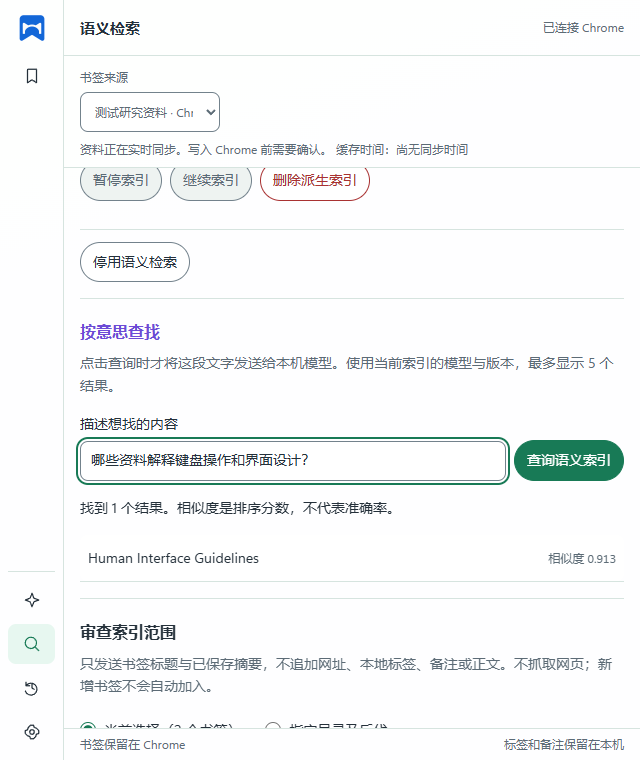 语义检索
已连接 Chrome
书签来源
测试研究资料 · Chr
资料正在实时同步。写入 Chrome 前需要确认。 缓存时间：尚无同步时间
暂停索引
继续索引
删除派生索引
停用语义检索
按意思查找
点击查询时才将这段文字发送给本机模型。使用当前索引的模型与版本，最多显示 5 个
结果。
描述想找的内容
哪些资料解释键盘操作和界面设计？
查询语义索引
找到 1 个结果。相似度是排序分数，不代表准确率。
Human Interface Guidelines
相似度 0.913
审查索引范围
只发送书签标题与已保存摘要，不追加网址、本地标签、备注或正文。不抓取网页；新
增书签不会自动加入。
书签保留在 Chrome
标签和备注保留在本机